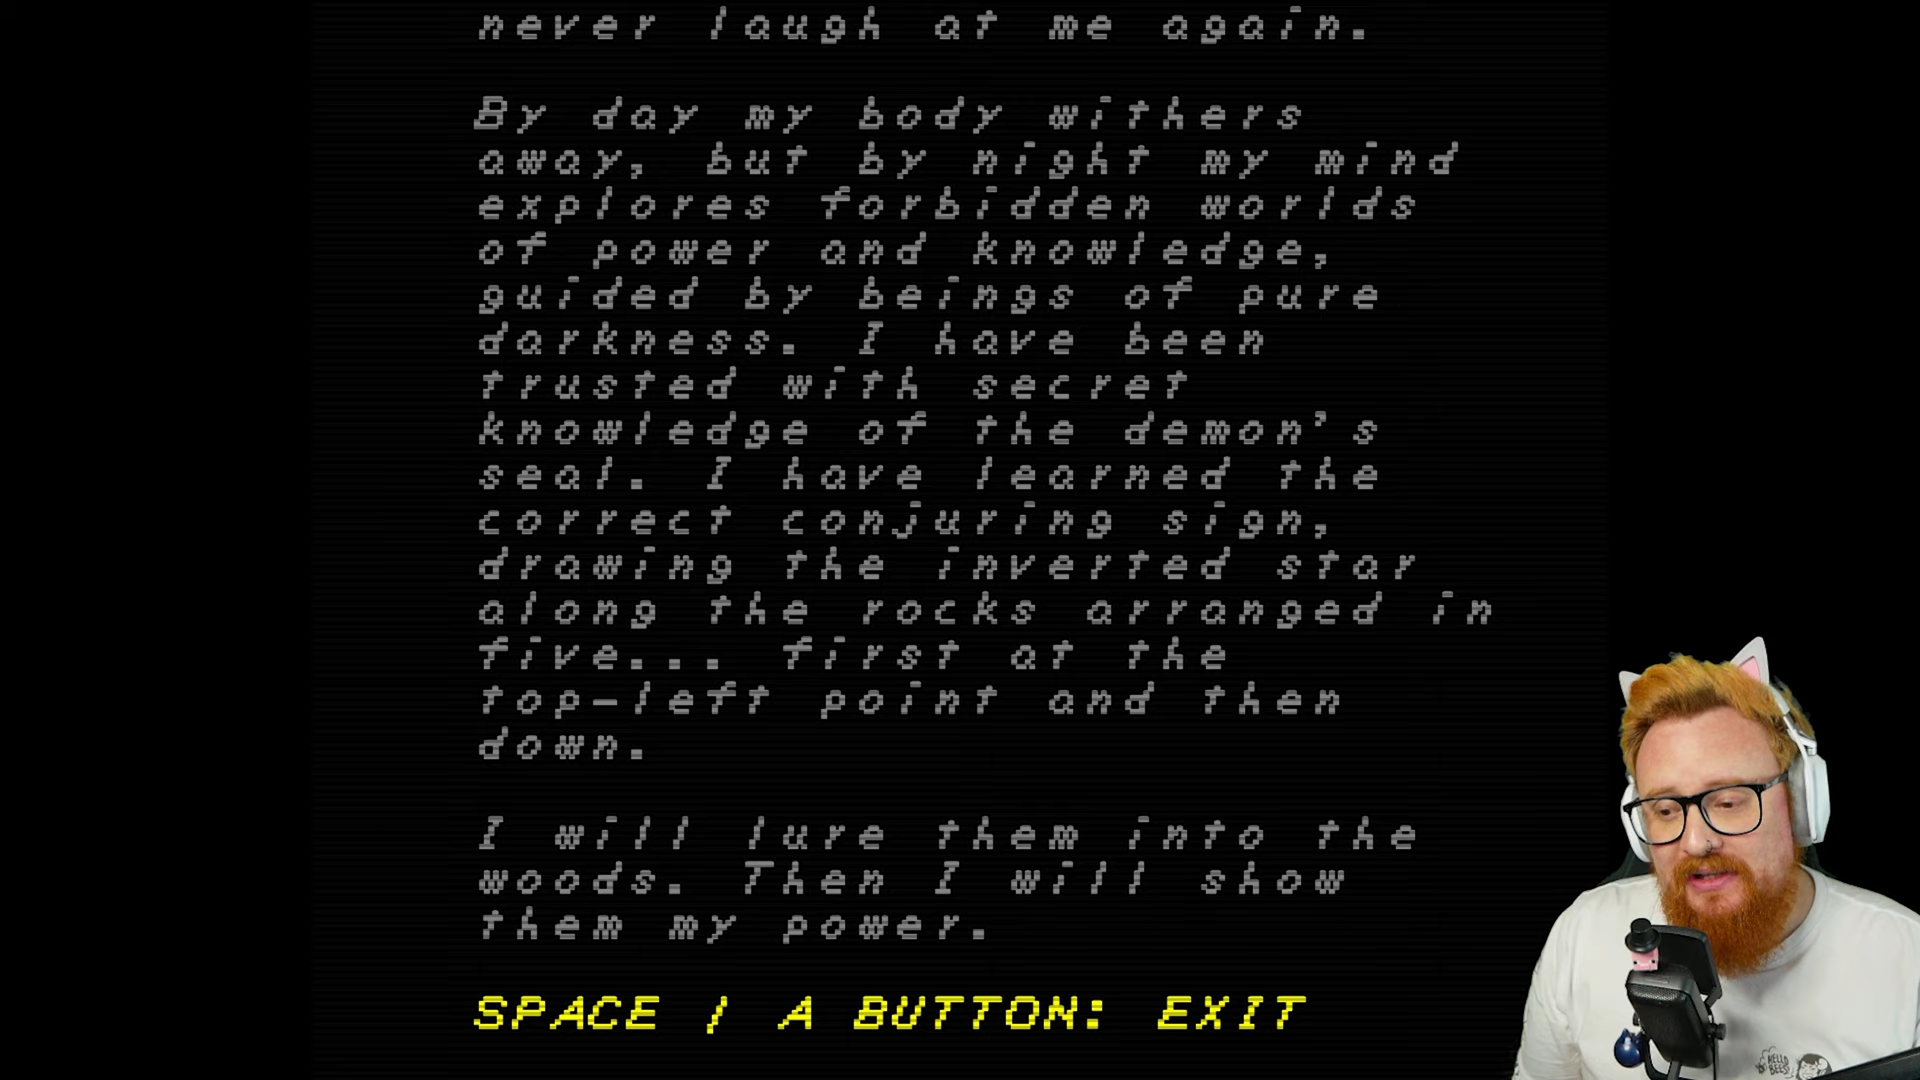 never laugh at me again.
By day my body withers
away, but by night my mind
explores forbidden worlds
of power and knowledge,
guided by beings of pure
darkness. I have been
trusted with secret
knowledge of the demon's
seal. I have learned the
correct conjuring sign,
drawing the inverted star
along the rocks arranged in
five... first at the
top-left point and then
down.
I will lure them into the
woods. Then I will show
them my power.
SPACE / A BUTTON: EXIT
HELLO
BEES